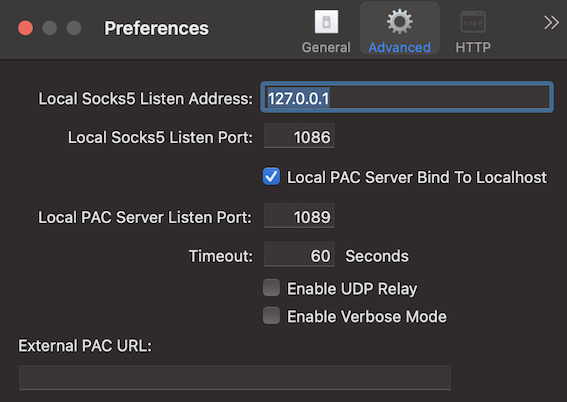 Preferences
General
Advanced
HTTP
Local Socks5 Listen Address: 127.0.0.1
Local Socks5 Listen Port: 1086
Local PAC Server Bind To Localhost
Local PAC Server Listen Port: 1089
Timeout: 60 Seconds
Enable UDP Relay
Enable Verbose Mode
External PAC URL: